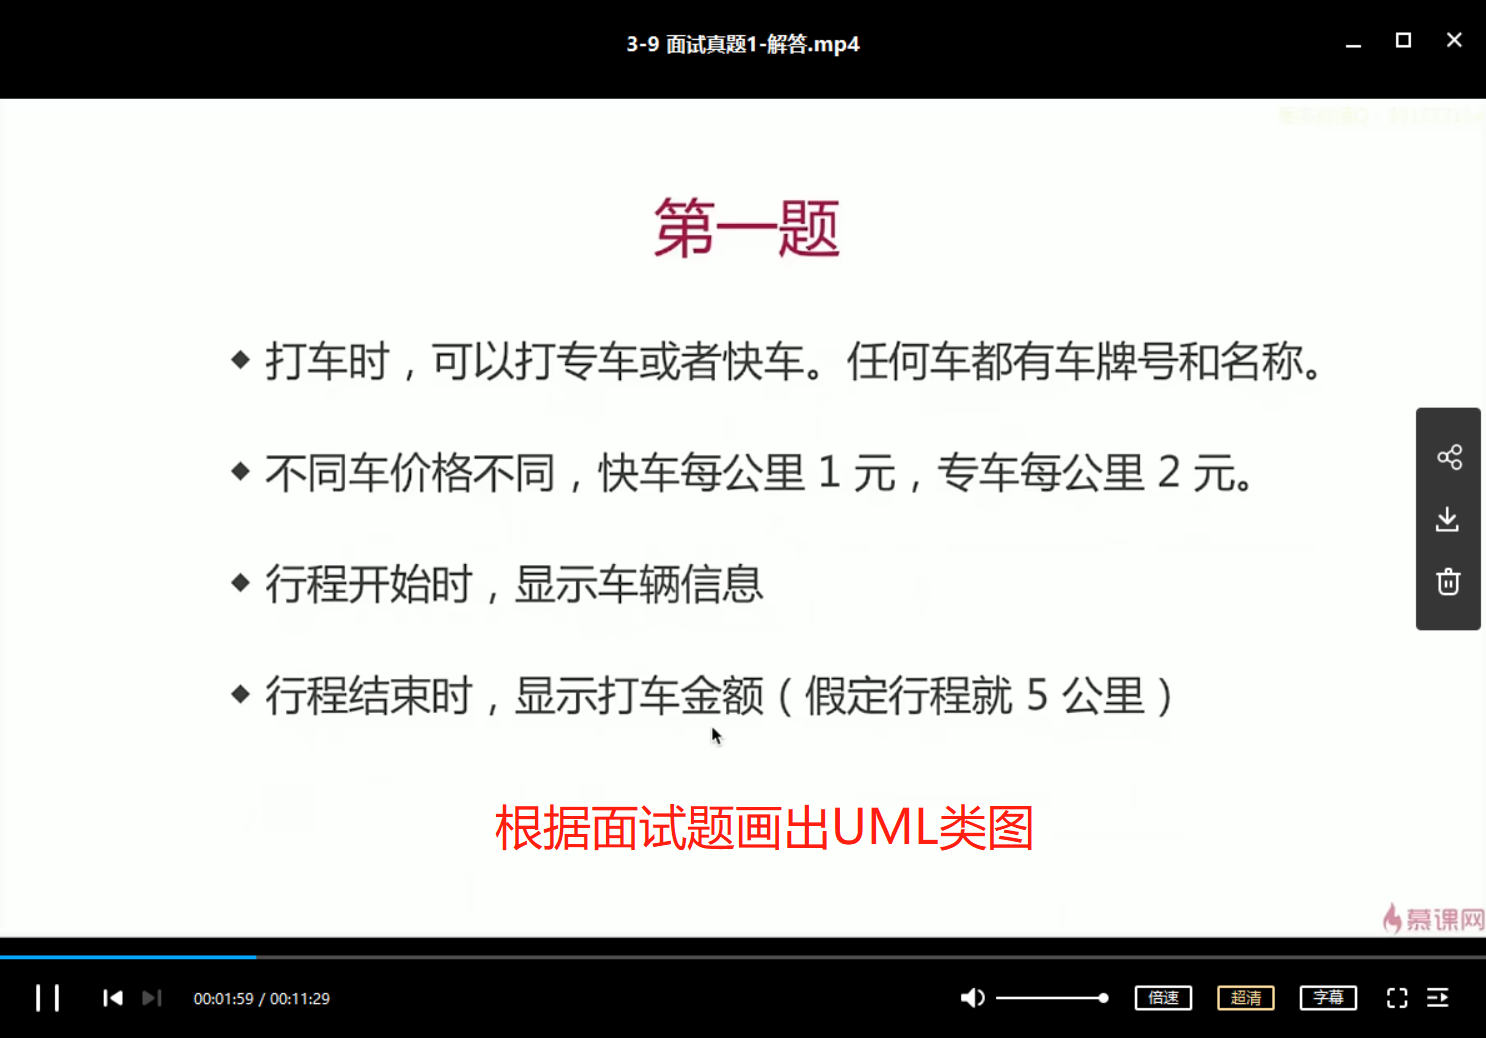 3-9 面试真题1-解答.mp4
第一题
打车时，可以打专车或者快车。任何车都有车牌号和名称。
不同车价格不同，快车每公里 1 元，专车每公里 2 元。
行程开始时，显示车辆信息
行程结束时，显示打车金额（假定行程就 5 公里）
根据面试题画出UML类图
慕课网
00:01:59 / 00:11:29
倍速
超清
字幕